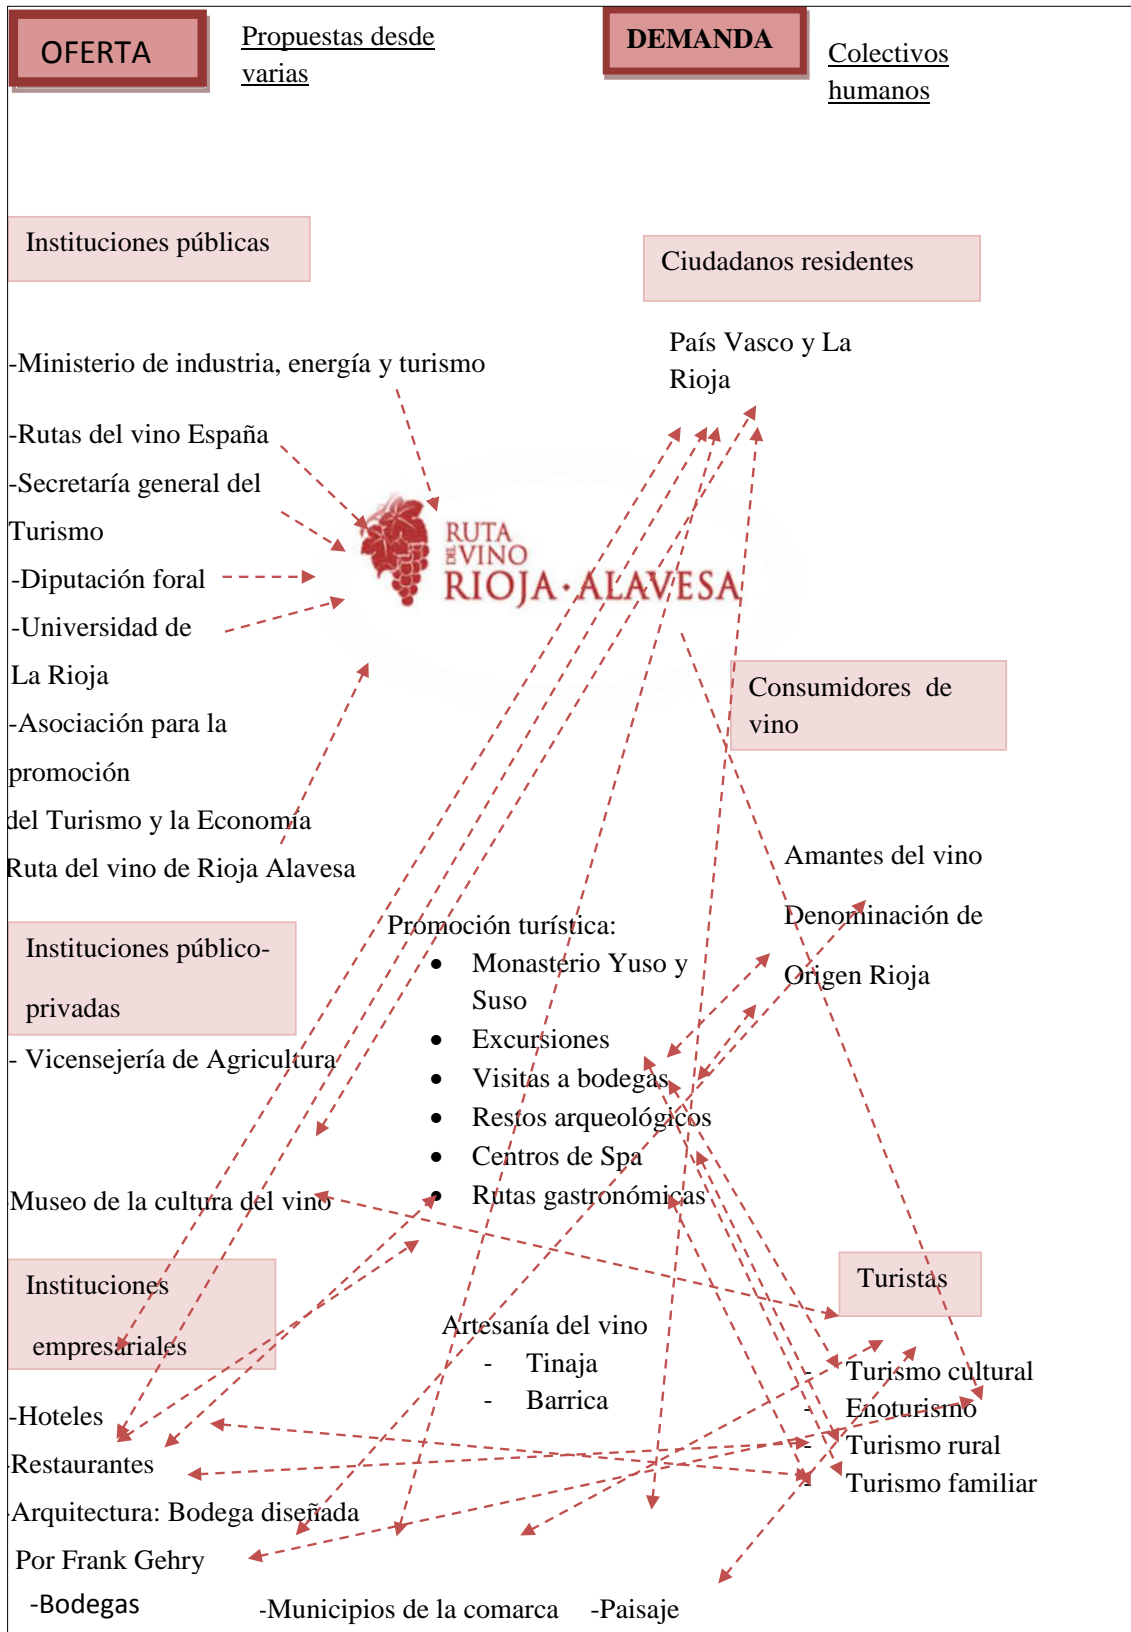 OFERTA
Propuestas desde
varias
DEMANDA
Colectivos
humanos
Instituciones públicas
-Ministerio de industria, energía y turismo
-Rutas del vino España
-Secretaría general del
Turismo
-Diputación foral
-Universidad de
La Rioja
-Asociación para la
promoción
del Turismo y la Economía
Ruta del vino de Rioja Alavesa
RUTA
DEL VINO
RIOJA·ALAVESA
Ciudadanos residentes
País Vasco y La
Rioja
Consumidores de
vino
Amantes del vino
Denominación de
Origen Rioja
Instituciones público-
privadas
- Vicensejería de Agricultura
-Museo de la cultura del vino
Promoción turística:
• Monasterio Yuso y
Suso
• Excursiones
• Visitas a bodegas
• Restos arqueológicos
• Centros de Spa
• Rutas gastronómicas
Instituciones
empresariales
-Hoteles
-Restaurantes
-Arquitectura: Bodega diseñada
Por Frank Gehry
-Bodegas
Artesanía del vino
- Tinaja
- Barrica
Turistas
- Turismo cultural
- Enoturismo
- Turismo rural
- Turismo familiar
-Municipios de la comarca
-Paisaje